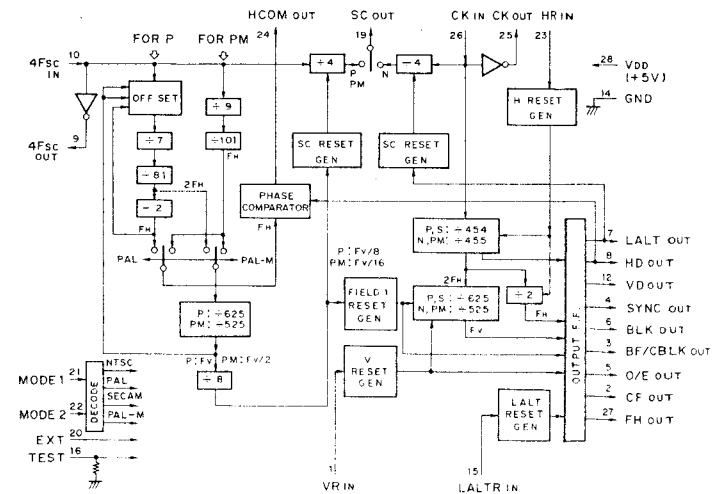 HCOM OUT
SC OUT
CK IN CK OUT HR IN
24
19
26
25
23
FOR P
FOR PM
10
4FSC IN
÷4
P
PM
N
÷4
28
VDD (+5V)
14
GND
OFF SET
÷9
H RESET GEN
9
4FSC OUT
÷7
÷101
FH
SC RESET GEN
SC RESET GEN
÷81
2FH
-2
FH
PHASE COMPARATOR
FH
PAL
PAL-M
P,S: ÷454
N,PM: ÷455
P: FV/8
PM: FV/16
2FH
÷2
FH
P: ÷625
PM: ÷525
FIELD 1 RESET GEN
P,S: ÷625
N,PM: ÷525
FV
P: FV
PM: FV/2
÷8
V RESET GEN
LALT RESET GEN
OUTPUT F.F.
7
LALT OUT
8
HD OUT
12
VD OUT
4
SYNC OUT
6
BLK OUT
3
BF/CBLK OUT
5
O/E OUT
2
CF OUT
27
FH OUT
MODE 1
21
MODE 2
22
DECODE
NTSC
PAL
SECAM
PAL-M
EXT
20
TEST
16
1
VR IN
15
LALTR IN